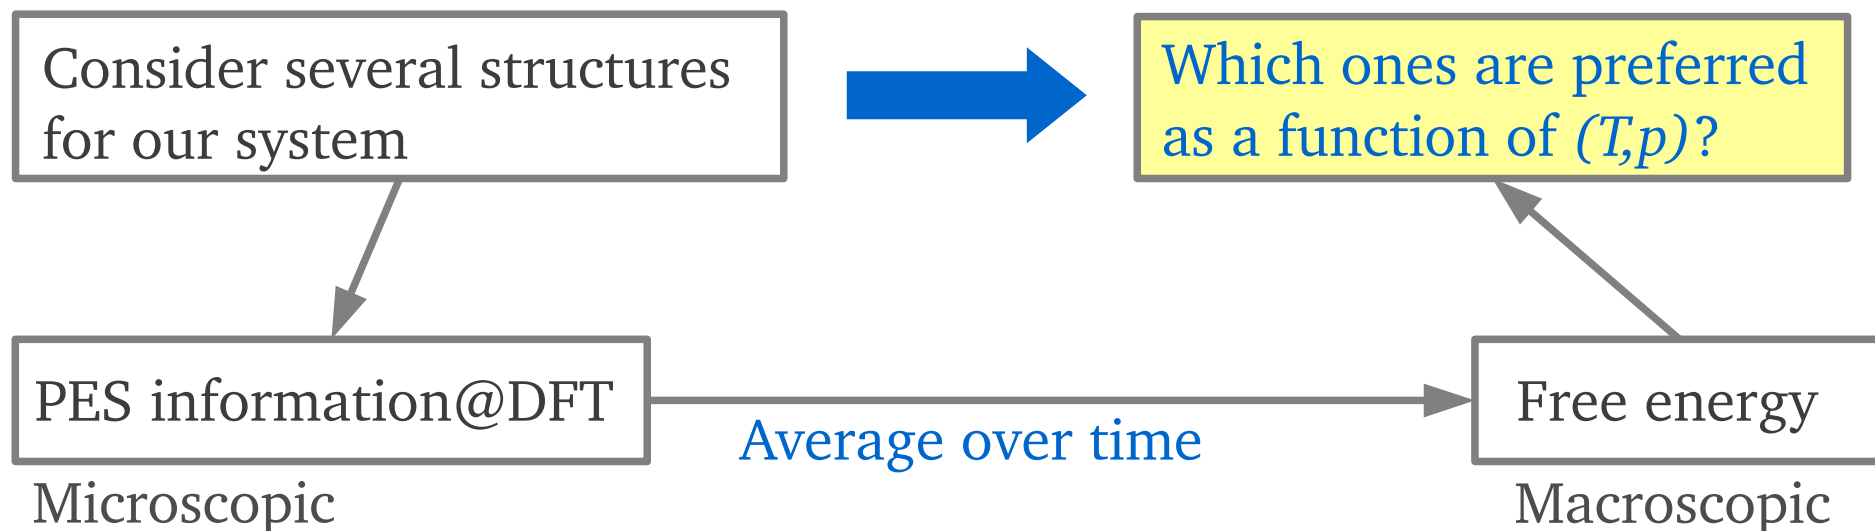 Consider several structures
for our system
Which ones are preferred
as a function of (T,p)?
PES information@DFT
Average over time
Free energy
Microscopic
Macroscopic